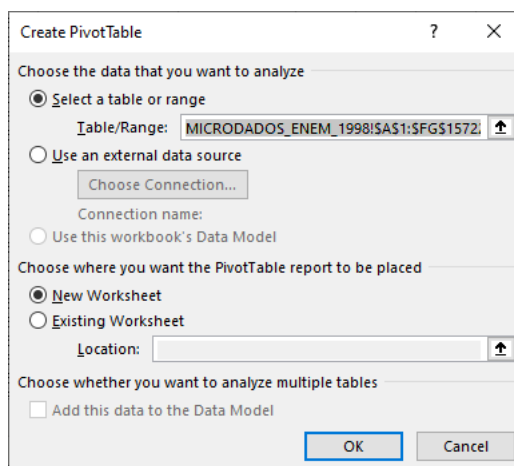 Create PivotTable ? ×
Choose the data that you want to analyze
Select a table or range
Table/Range: MICRODADOS_ENEM_1998!$A$1:$FG$1572
Use an external data source
Choose Connection...
Connection name:
Use this workbook's Data Model
Choose where you want the PivotTable report to be placed
New Worksheet
Existing Worksheet
Location:
Choose whether you want to analyze multiple tables
Add this data to the Data Model
OK Cancel